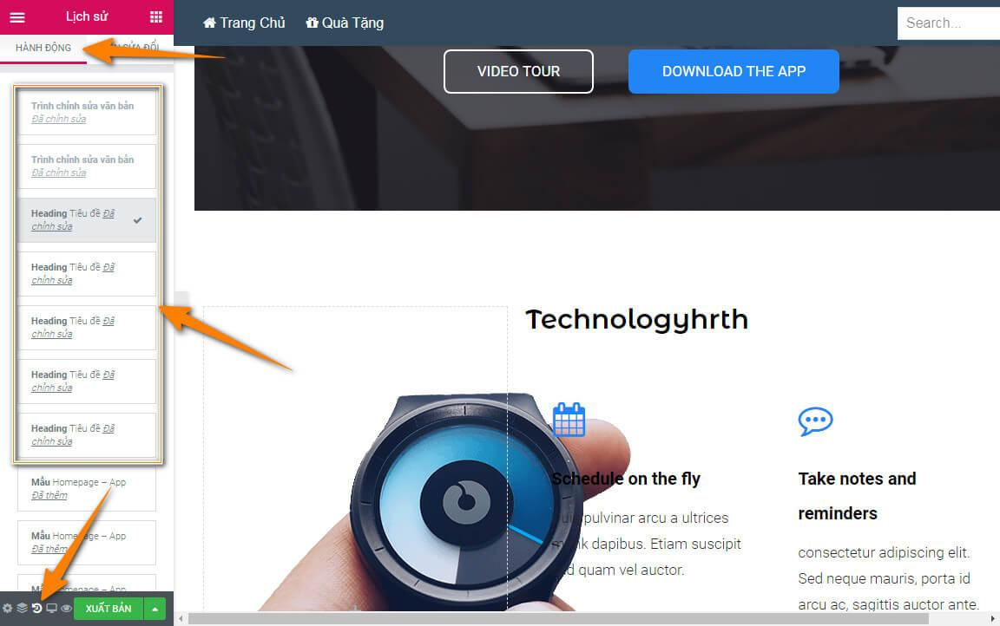 Lịch sử
HÀNH ĐỘNG
SỬA ĐỔI
Trình chỉnh sửa văn bản
Đã chỉnh sửa
Trình chỉnh sửa văn bản
Đã chỉnh sửa
Heading Tiêu đề Đã
chỉnh sửa
Heading Tiêu đề Đã
chỉnh sửa
Heading Tiêu đề Đã
chỉnh sửa
Heading Tiêu đề Đã
chỉnh sửa
Heading Tiêu đề Đã
chỉnh sửa
Mẫu Homepage – App
Đã thêm
Mẫu Homepage – App
Đã thêm
Mẫu Homepage – App
XUẤT BẢN
Trang Chủ Quà Tặng
Search...
VIDEO TOUR
DOWNLOAD THE APP
Technologyhrth
Schedule on the fly
pulvinar arcu a ultrices
dapibus. Etiam suscipit
quam vel auctor.
Take notes and
reminders
consectetur adipiscing elit.
Sed neque mauris, porta id
arcu ac, sagittis auctor ante.